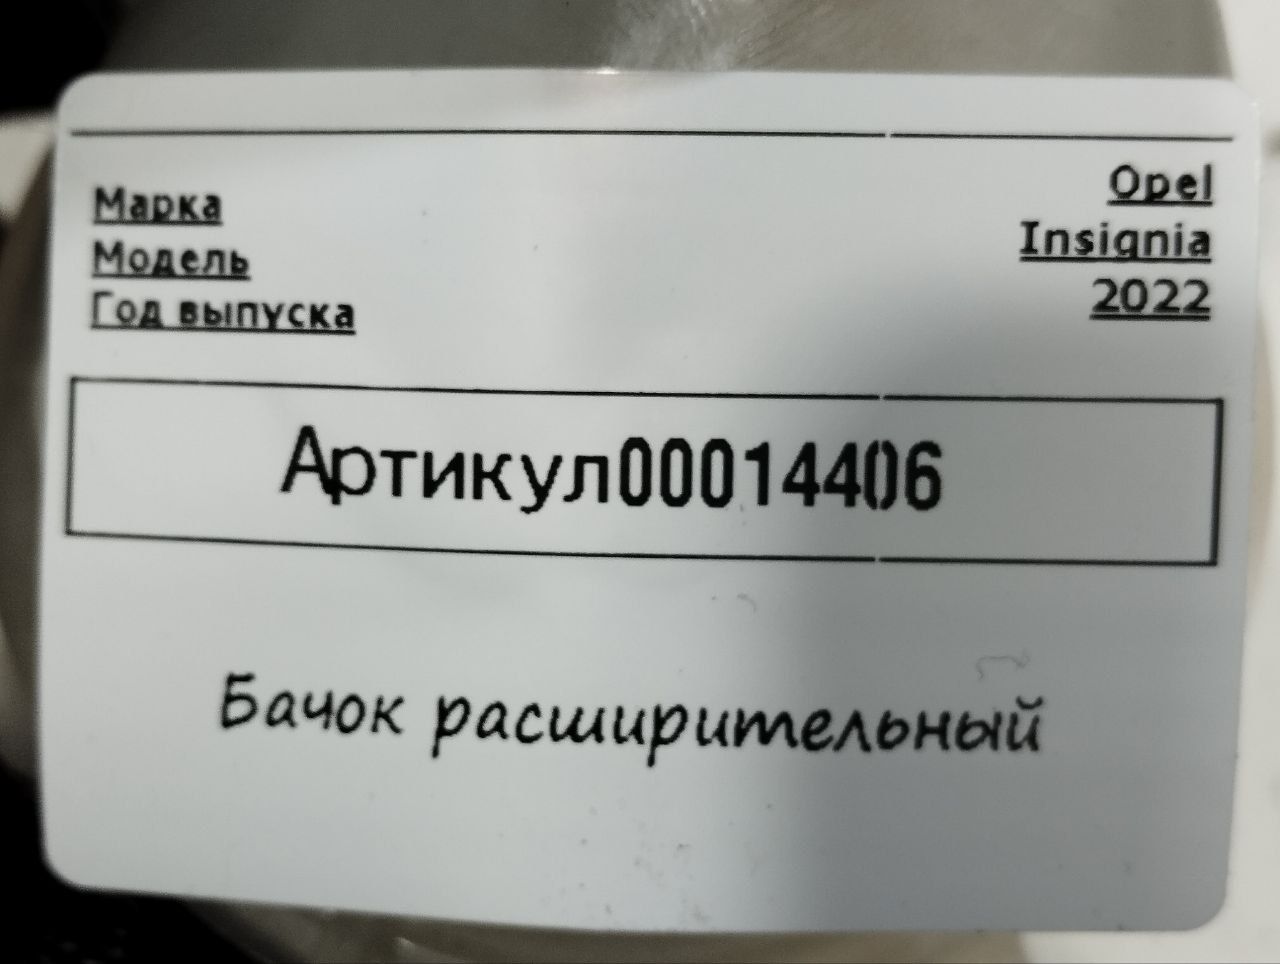 Марка Opel
Модель Insignia
Год выпуска 2022
Артикул00014406
Бачок расширительный